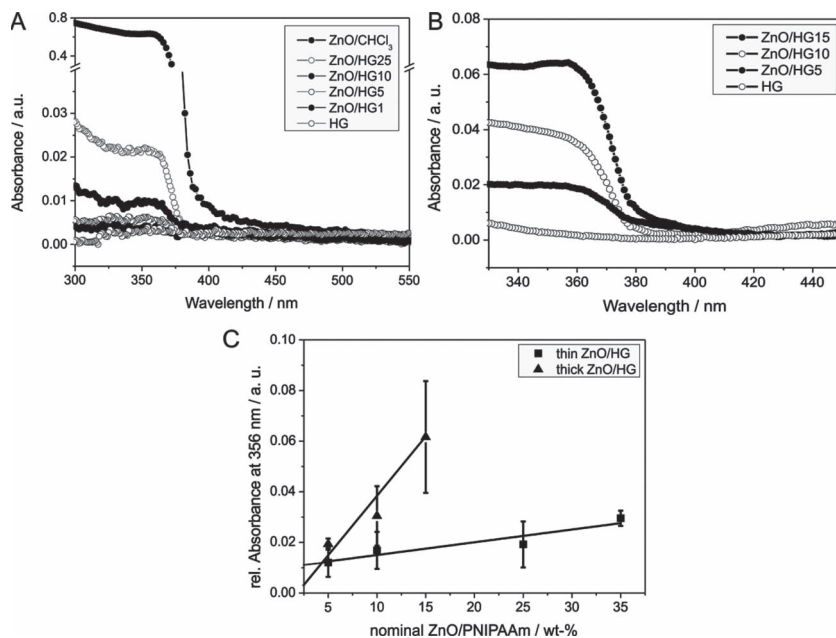 A
Absorbance / a.u.
0.8
0.6
0.4
0.03
0.02
0.01
0.00
300 350 400 450 500 550
Wavelength / nm
ZnO/CHCl₃
ZnO/HG25
ZnO/HG10
ZnO/HG5
ZnO/HG1
HG
B
Absorbance / a.u.
0.08
0.06
0.04
0.02
0.00
340 360 380 400 420 440
Wavelength / nm
ZnO/HG15
ZnO/HG10
ZnO/HG5
HG
C
rel. Absorbance at 356 nm / a. u.
0.10
0.08
0.06
0.04
0.02
0.00
5 10 15 20 25 30 35
nominal ZnO/PNIPAAm / wt-%
thin ZnO/HG
thick ZnO/HG